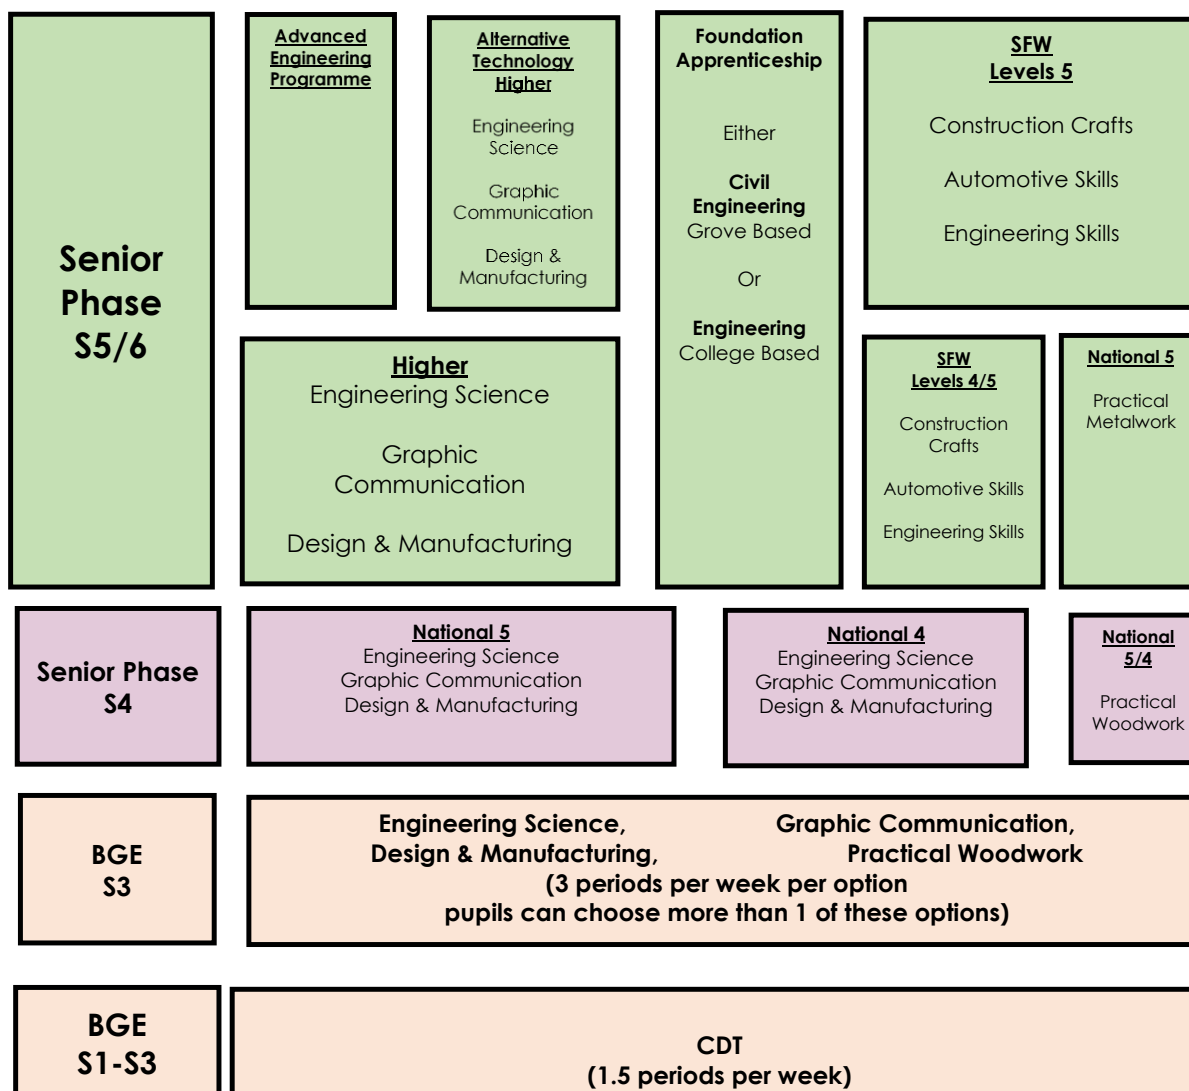 Senior
Phase
S5/6
Advanced
Engineering
Programme
Alternative
Technology
Higher
Engineering
Science
Graphic
Communication
Design &
Manufacturing
Foundation
Apprenticeship
Either
Civil
Engineering
Grove Based
Or
Engineering
College Based
SFW
Levels 5
Construction Crafts
Automotive Skills
Engineering Skills
Higher
Engineering Science
Graphic
Communication
Design & Manufacturing
SFW
Levels 4/5
Construction
Crafts
Automotive Skills
Engineering Skills
National 5
Practical
Metalwork
Senior Phase
S4
National 5
Engineering Science
Graphic Communication
Design & Manufacturing
National 4
Engineering Science
Graphic Communication
Design & Manufacturing
National
5/4
Practical
Woodwork
BGE
S3
Engineering Science, Graphic Communication,
Design & Manufacturing, Practical Woodwork
(3 periods per week per option
pupils can choose more than 1 of these options)
BGE
S1-S3
CDT
(1.5 periods per week)